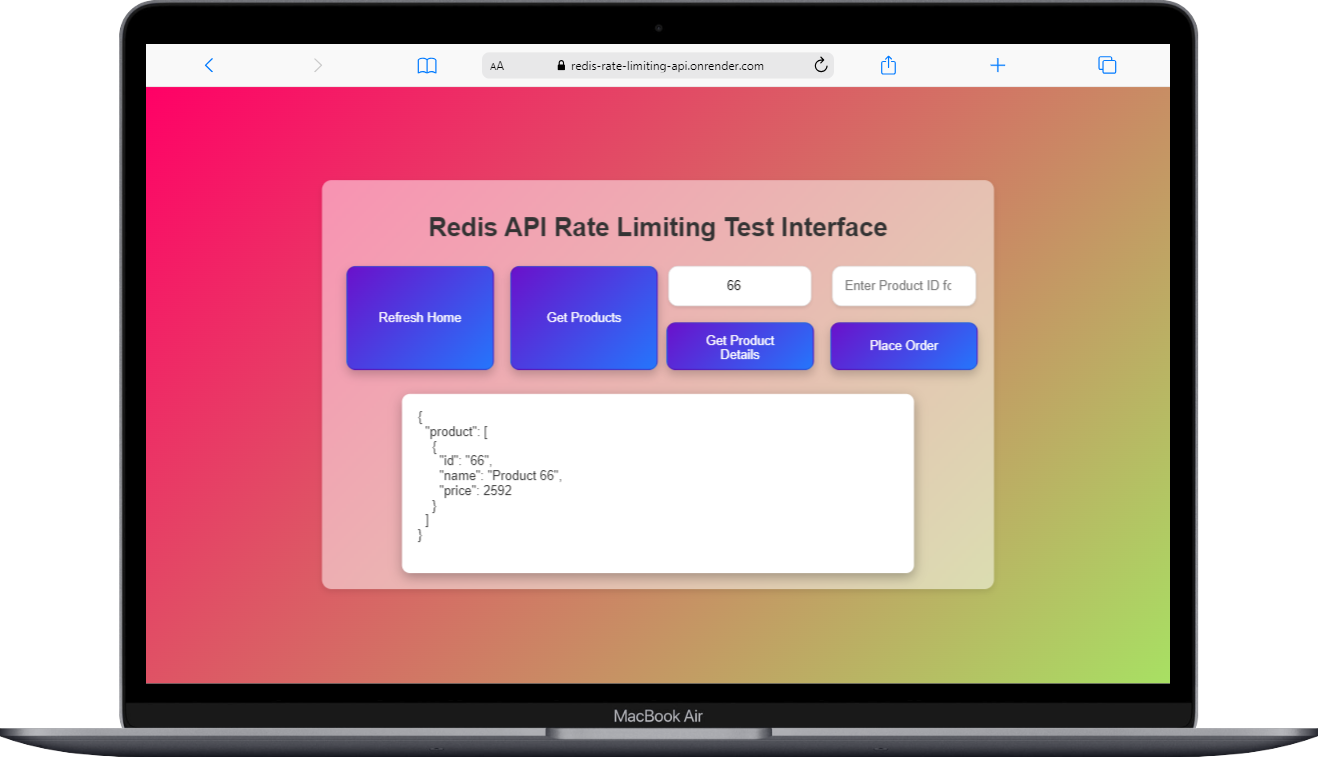 AA
redis-rate-limiting-api.onrender.com
Redis API Rate Limiting Test Interface
Refresh Home
Get Products
66
Get Product
Details
Enter Product ID fo
Place Order
{
"product": [
{
"id": "66",
"name": "Product 66",
"price": 2592
}
]
}
MacBook Air